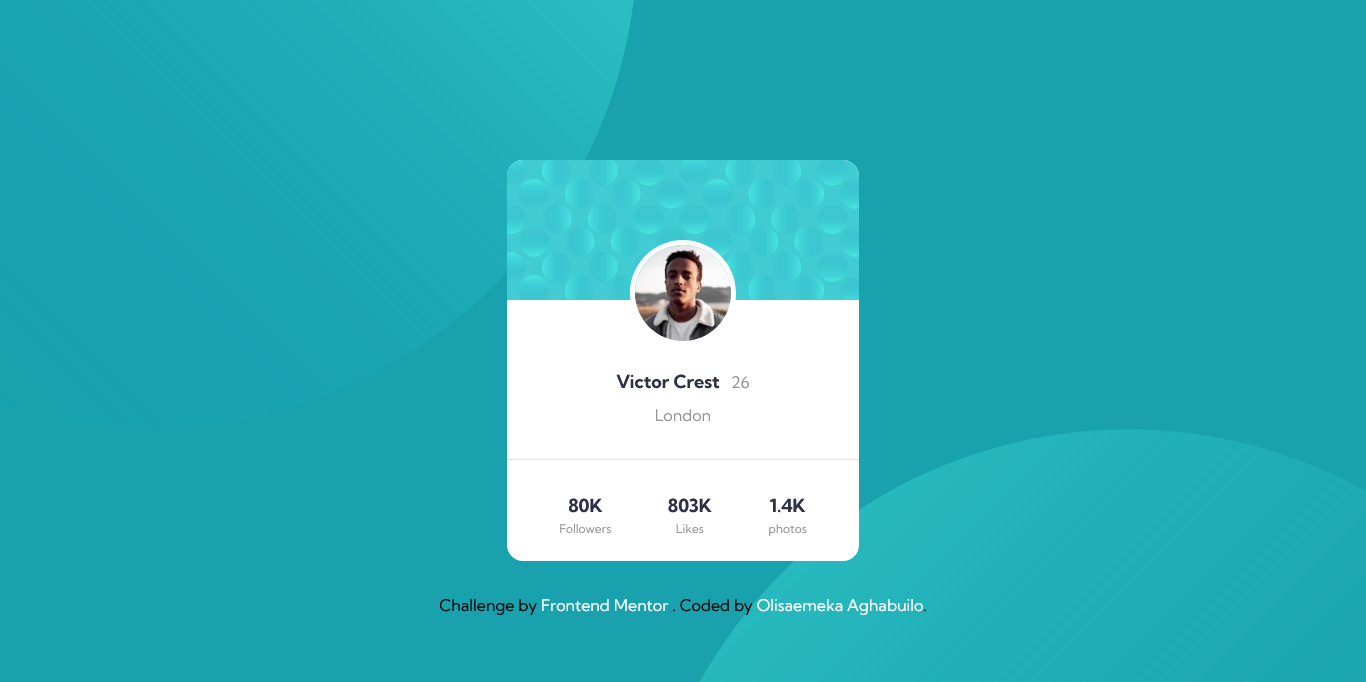 Victor Crest 26
London
80K 803K 1.4K
Followers Likes photos
Challenge by Frontend Mentor . Coded by Olisaemeka Aghabuilo.